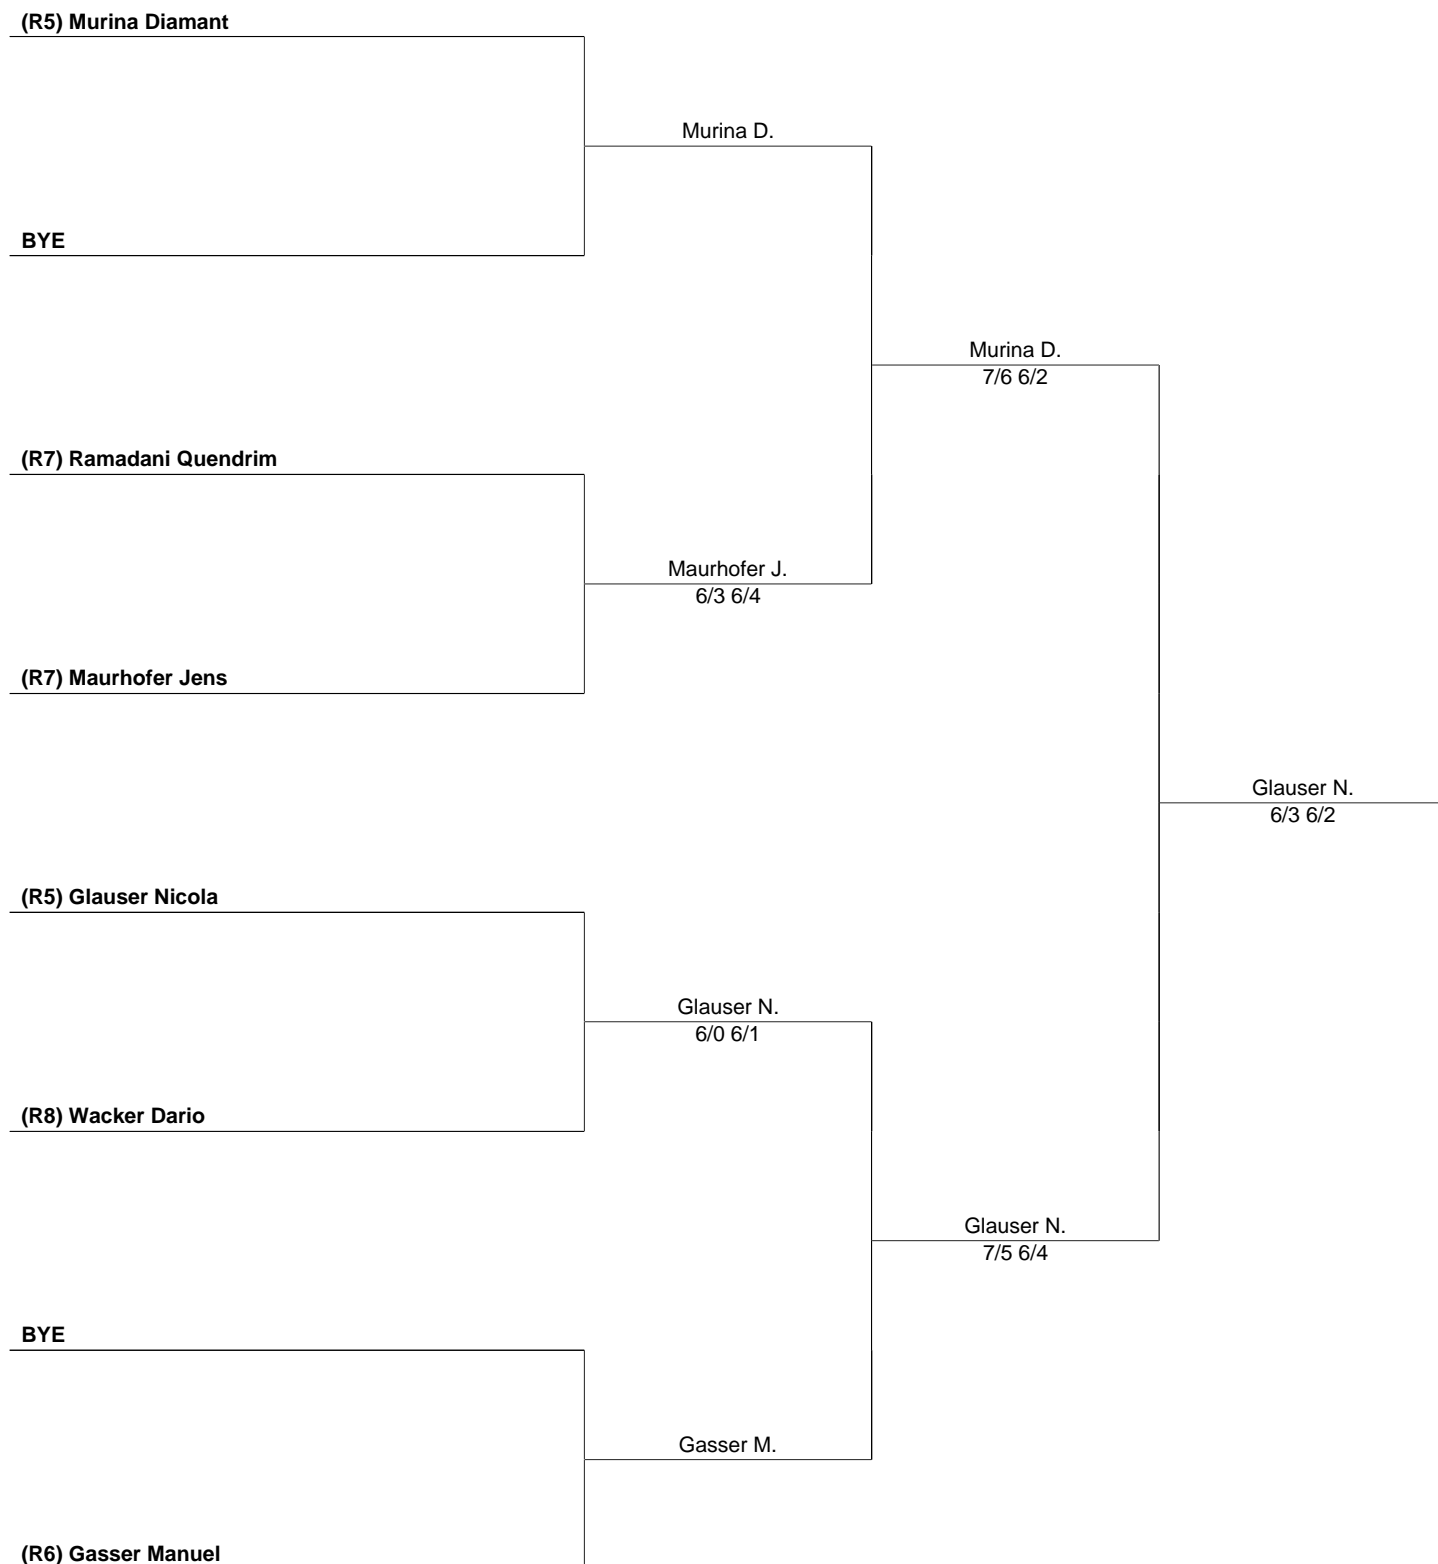 (R5) Murina Diamant
Murina D.
BYE
Murina D.
7/6 6/2
(R7) Ramadani Quendrim
Maurhofer J.
6/3 6/4
(R7) Maurhofer Jens
Glauser N.
6/3 6/2
(R5) Glauser Nicola
Glauser N.
6/0 6/1
(R8) Wacker Dario
Glauser N.
7/5 6/4
BYE
Gasser M.
(R6) Gasser Manuel